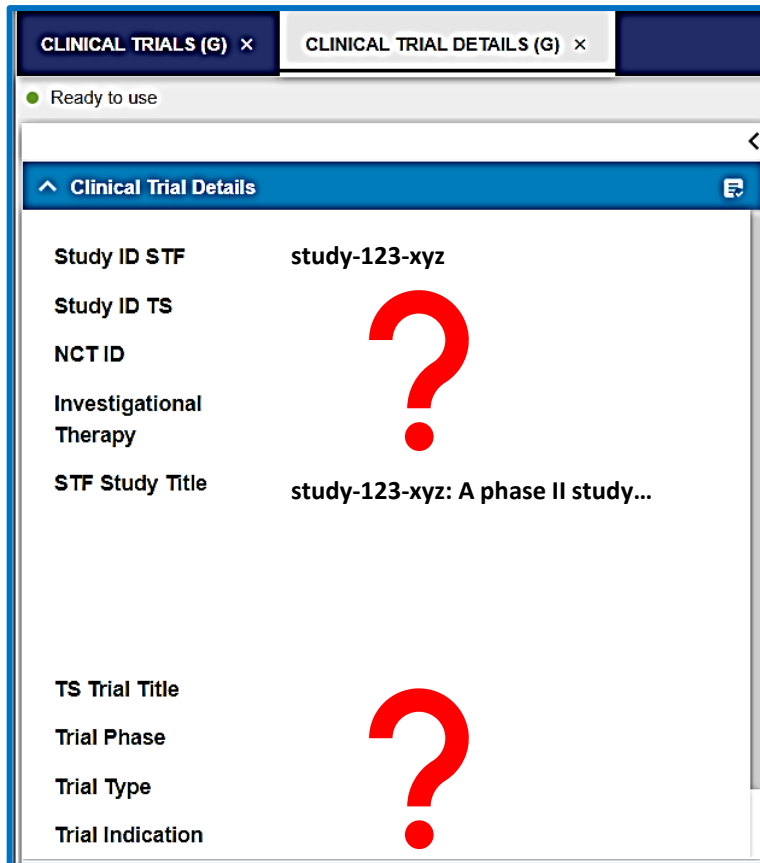 CLINICAL TRIALS (G) × CLINICAL TRIAL DETAILS (G) ×
Ready to use
Clinical Trial Details
Study ID STF study-123-xyz
Study ID TS
NCT ID
Investigational
Therapy
?
STF Study Title study-123-xyz: A phase II study...
TS Trial Title
Trial Phase
Trial Type
Trial Indication
?